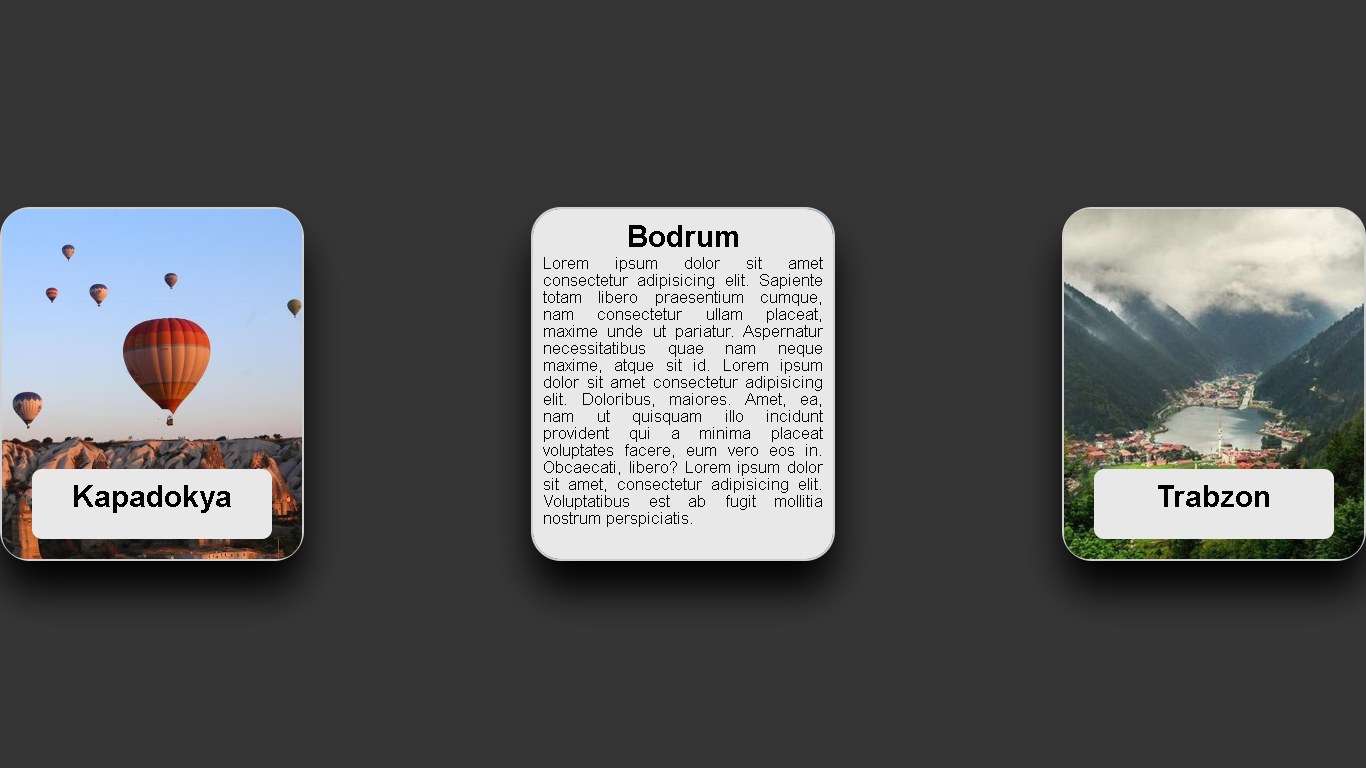 Kapadokya
Bodrum
Lorem ipsum dolor sit amet
consectetur adipisicing elit. Sapiente
totam libero praesentium cumque,
nam consectetur ullam placeat,
maxime unde ut pariatur. Aspernatur
necessitatibus quae nam neque
maxime, atque sit id. Lorem ipsum
dolor sit amet consectetur adipisicing
elit. Doloribus, maiores. Amet, ea,
nam ut quisquam illo incidunt
provident qui a minima placeat
voluptates facere, eum vero eos in.
Obcaecati, libero? Lorem ipsum dolor
sit amet, consectetur adipisicing elit.
Voluptatibus est ab fugit mollitia
nostrum perspiciatis.
Trabzon